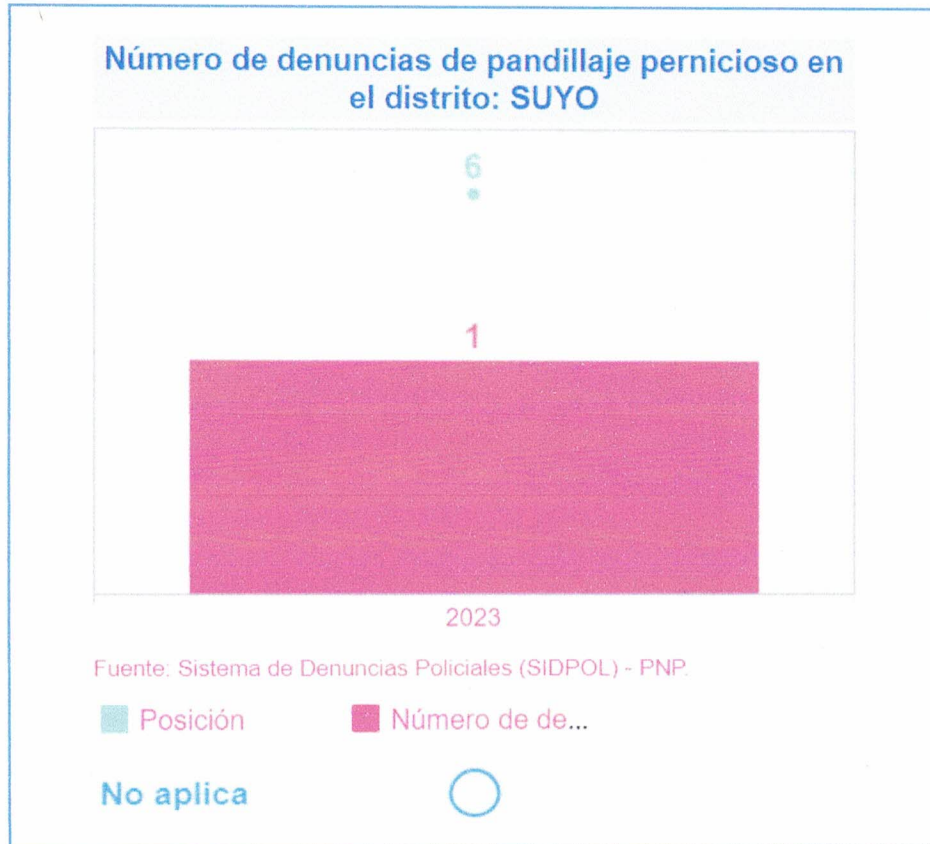 Número de denuncias de pandillaje pernicioso en
el distrito: SUYO
6
1
2023
Fuente: Sistema de Denuncias Policiales (SIDPOL) - PNP.
Posición
Número de de...
No aplica